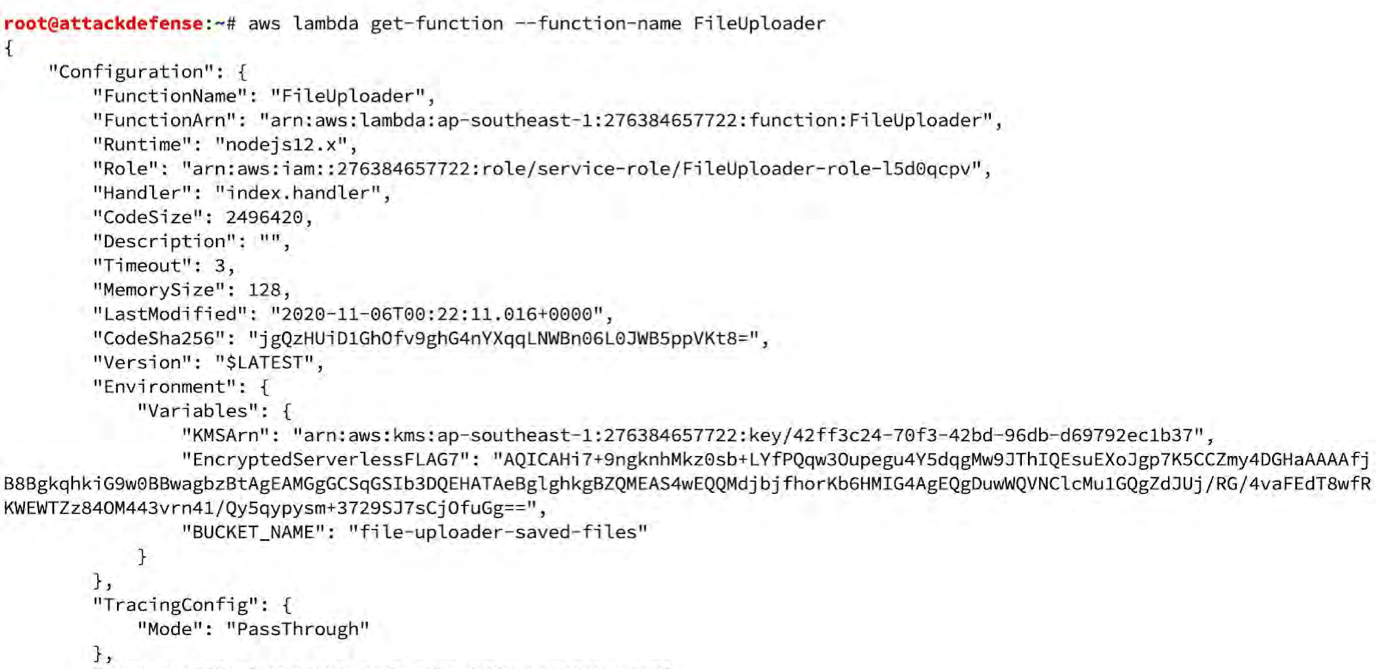 root@attackdefense:~# aws lambda get-function --function-name FileUploader
{
    "Configuration": {
        "FunctionName": "FileUploader",
        "FunctionArn": "arn:aws:lambda:ap-southeast-1:276384657722:function:FileUploader",
        "Runtime": "nodejs12.x",
        "Role": "arn:aws:iam::276384657722:role/service-role/FileUploader-role-l5d0qcpv",
        "Handler": "index.handler",
        "CodeSize": 2496420,
        "Description": "",
        "Timeout": 3,
        "MemorySize": 128,
        "LastModified": "2020-11-06T00:22:11.016+0000",
        "CodeSha256": "jgQzHUiD1GhOfv9ghG4nYXqqLNWBn06L0JWB5ppVKt8=",
        "Version": "$LATEST",
        "Environment": {
            "Variables": {
                "KMSArn": "arn:aws:kms:ap-southeast-1:276384657722:key/42ff3c24-70f3-42bd-96db-d69792ec1b37",
                "EncryptedServerlessFLAG7": "AQICAHi7+9ngknhMkz0sb+LYfPQqw3Oupegu4Y5dqgMw9JThIQEsuEXoJgp7K5CCZmy4DGHaAAAAfj
B8BgkqhkiG9w0BBwagbzBtAgEAMGgGCSqGSIb3DQEHATAeBglghkgBZQMEAS4wEQQMdjbjfhorKb6HMIG4AgEQgDuwWQVNClcMu1GQgZdJUj/RG/4vaFEdT8wfR
KWEWTZz84OM443vrn41/Qy5qypysm+3729SJ7sCjOfuGg==",
                "BUCKET_NAME": "file-uploader-saved-files"
            }
        },
        "TracingConfig": {
            "Mode": "PassThrough"
        },